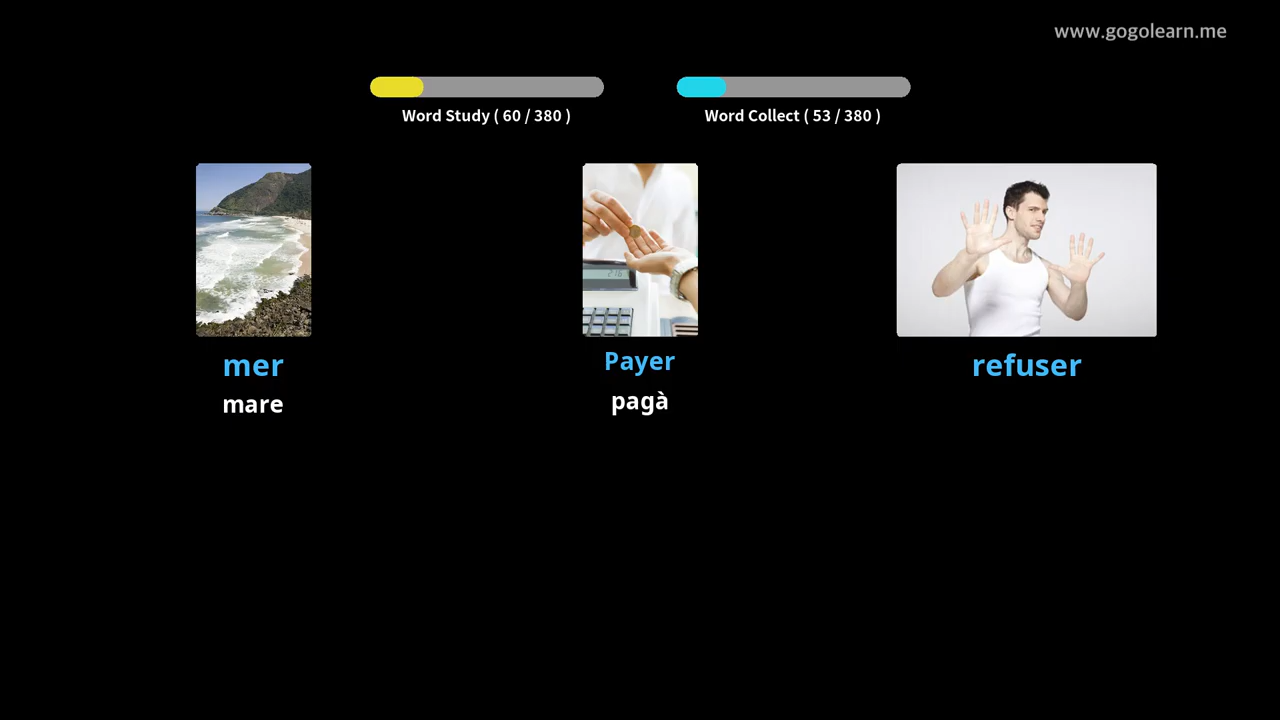 www.gogolearn.me
Word Study ( 60 / 380 )
Word Collect ( 53 / 380 )
mer
Payer
refuser
mare
pagà